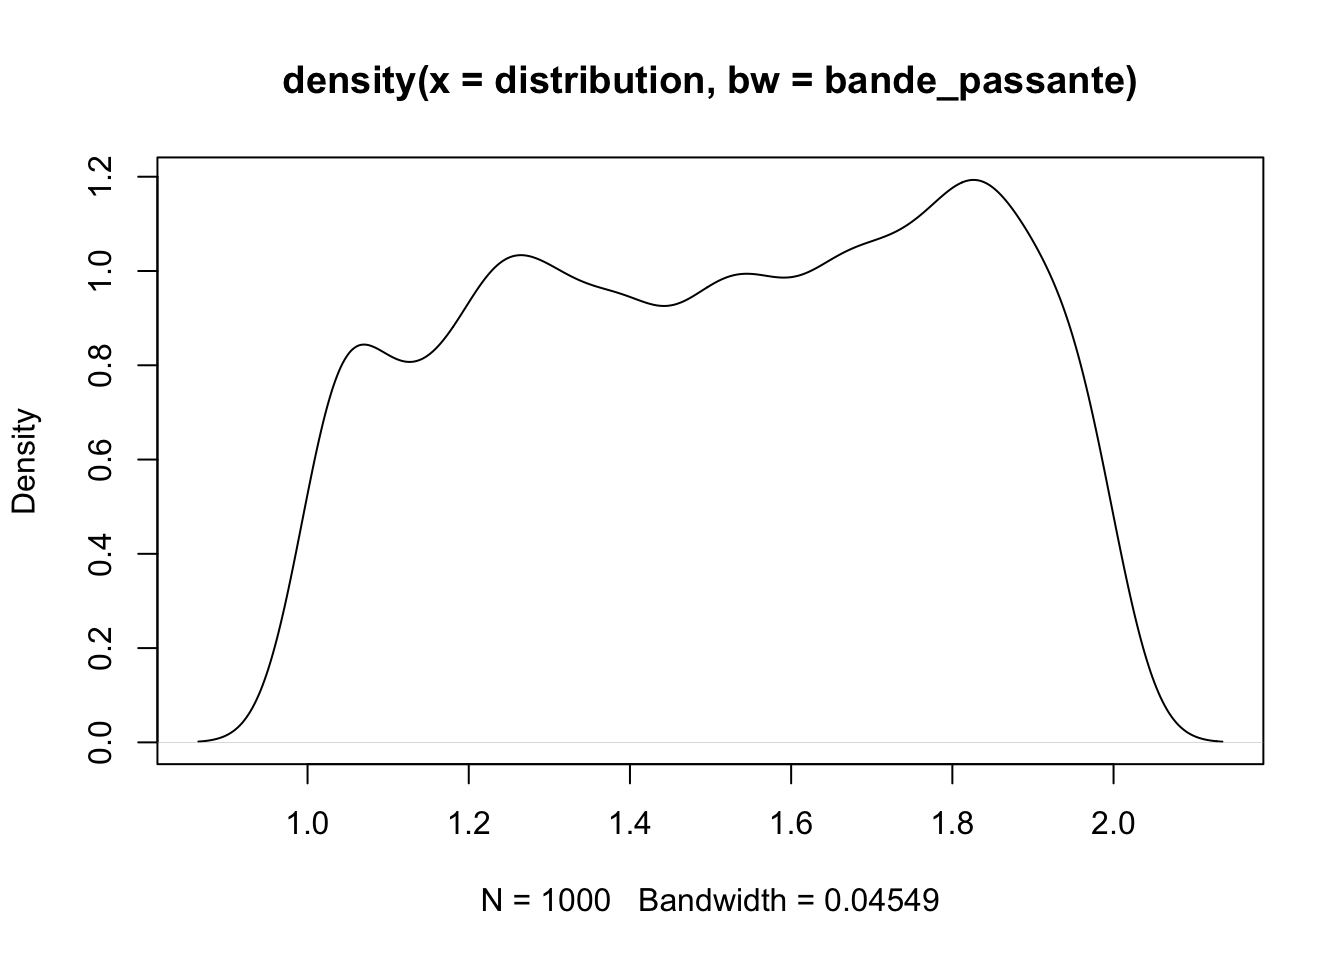 density(x = distribution, bw = bande_passante)
Density
1.2
1.0
0.8
0.6
0.4
0.2
0.0
1.0 1.2 1.4 1.6 1.8 2.0
N = 1000 Bandwidth = 0.04549